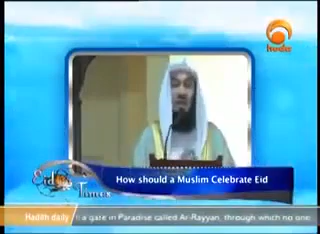 huda
How should a Muslim Celebrate Eid
Eid Times
Hadith daily
a gate in Paradise called Ar-Rayyan, through which no one